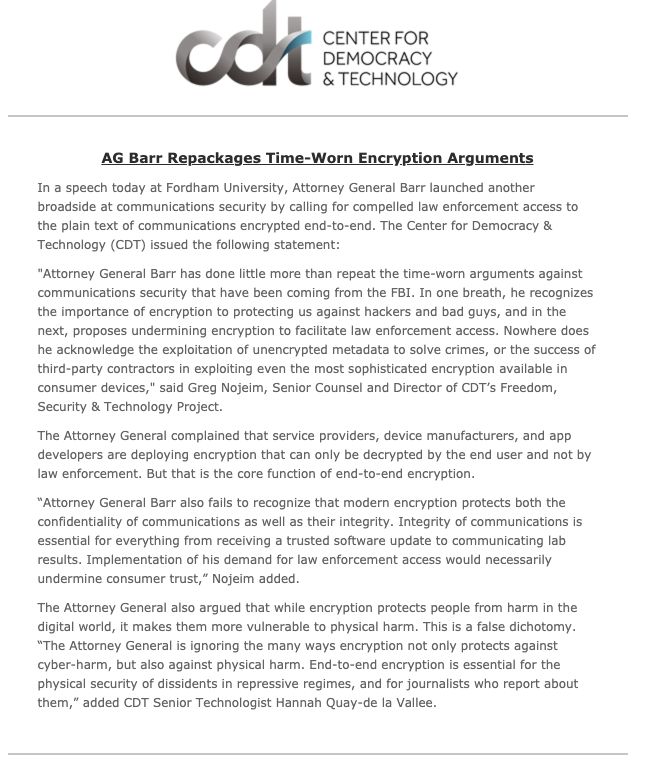 cdt
CENTER FOR
DEMOCRACY
& TECHNOLOGY
AG Barr Repackages Time-Worn Encryption Arguments
In a speech today at Fordham University, Attorney General Barr launched another
broadside at communications security by calling for compelled law enforcement access to
the plain text of communications encrypted end-to-end. The Center for Democracy &
Technology (CDT) issued the following statement:
"Attorney General Barr has done little more than repeat the time-worn arguments against
communications security that have been coming from the FBI. In one breath, he recognizes
the importance of encryption to protecting us against hackers and bad guys, and in the
next, proposes undermining encryption to facilitate law enforcement access. Nowhere does
he acknowledge the exploitation of unencrypted metadata to solve crimes, or the success of
third-party contractors in exploiting even the most sophisticated encryption available in
consumer devices," said Greg Nojeim, Senior Counsel and Director of CDT’s Freedom,
Security & Technology Project.
The Attorney General complained that service providers, device manufacturers, and app
developers are deploying encryption that can only be decrypted by the end user and not by
law enforcement. But that is the core function of end-to-end encryption.
“Attorney General Barr also fails to recognize that modern encryption protects both the
confidentiality of communications as well as their integrity. Integrity of communications is
essential for everything from receiving a trusted software update to communicating lab
results. Implementation of his demand for law enforcement access would necessarily
undermine consumer trust,” Nojeim added.
The Attorney General also argued that while encryption protects people from harm in the
digital world, it makes them more vulnerable to physical harm. This is a false dichotomy.
“The Attorney General is ignoring the many ways encryption not only protects against
cyber-harm, but also against physical harm. End-to-end encryption is essential for the
physical security of dissidents in repressive regimes, and for journalists who report about
them,” added CDT Senior Technologist Hannah Quay-de la Vallee.